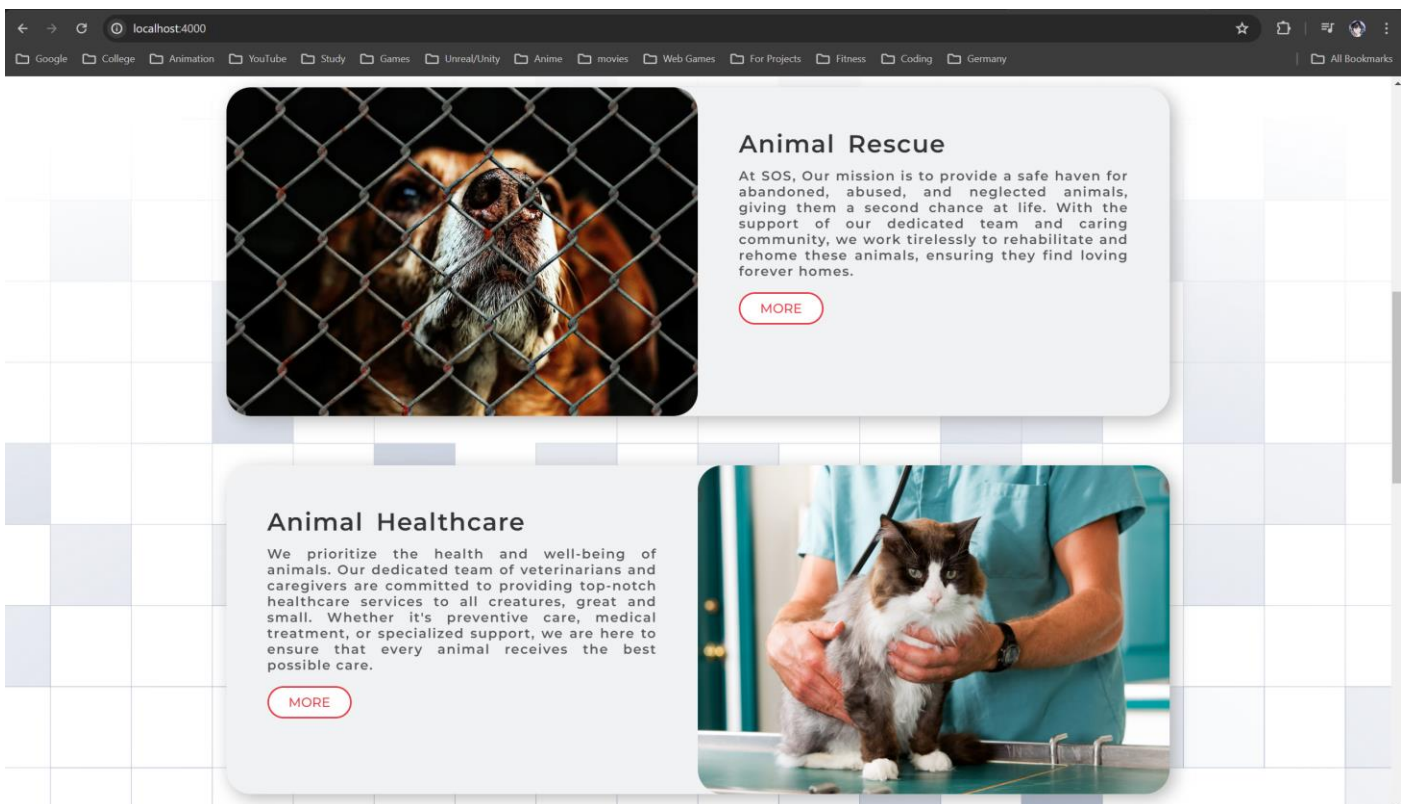 localhost:4000
Google College Animation YouTube Study Games Unreal/Unity Anime movies Web Games For Projects Fitness Coding Germany All Bookmarks
Animal Rescue
At SOS, Our mission is to provide a safe haven for
abandoned, abused, and neglected animals,
giving them a second chance at life. With the
support of our dedicated team and caring
community, we work tirelessly to rehabilitate and
rehome these animals, ensuring they find loving
forever homes.
MORE
Animal Healthcare
We prioritize the health and well-being of
animals. Our dedicated team of veterinarians and
caregivers are committed to providing top-notch
healthcare services to all creatures, great and
small. Whether it's preventive care, medical
treatment, or specialized support, we are here to
ensure that every animal receives the best
possible care.
MORE